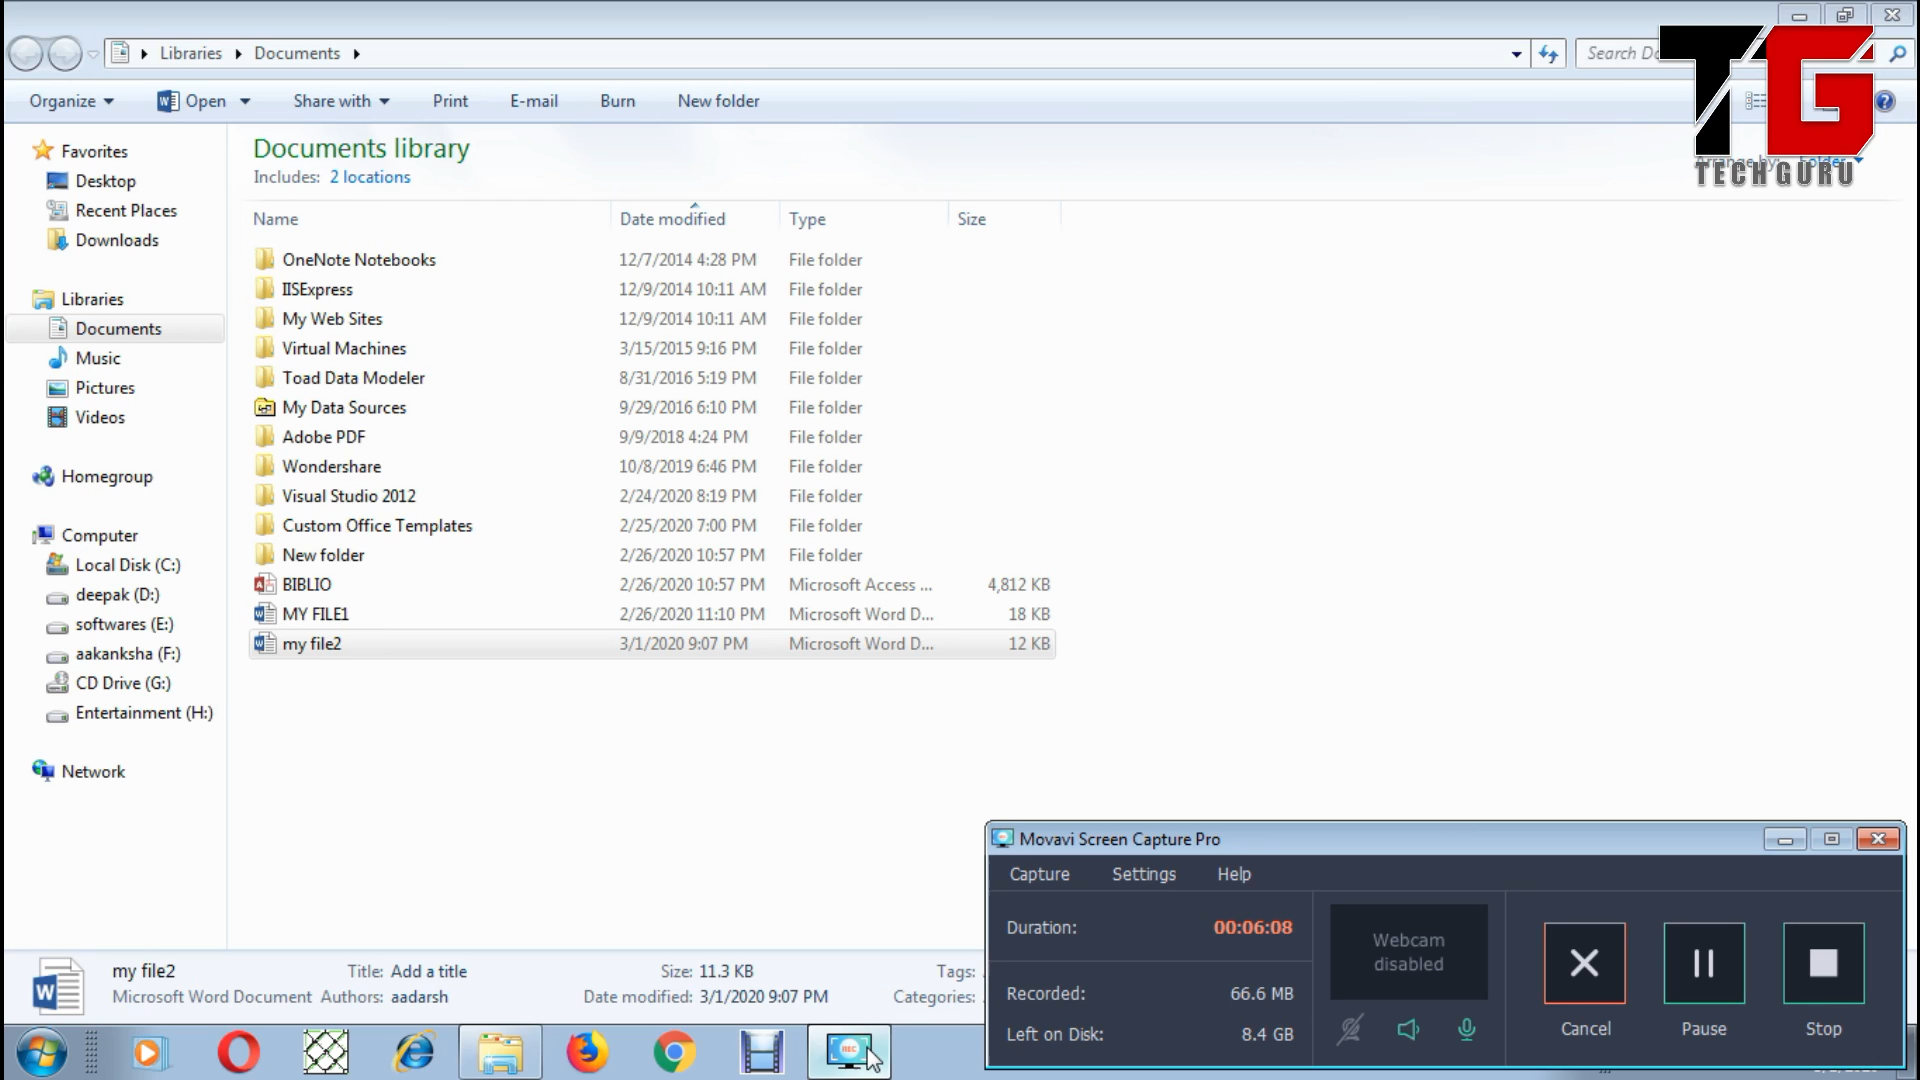 Libraries Documents
Search Do
Organize Open Share with Print E-mail Burn New folder
TG
TECH GURU
Favorites
Desktop
Recent Places
Downloads
Libraries
Documents
Music
Pictures
Videos
Homegroup
Computer
Local Disk (C:)
deepak (D:)
softwares (E:)
aakanksha (F:)
CD Drive (G:)
Entertainment (H:)
Network
Documents library
Includes: 2 locations
Arrange by: Folder
Name Date modified Type Size
OneNote Notebooks 12/7/2014 4:28 PM File folder
IISExpress 12/9/2014 10:11 AM File folder
My Web Sites 12/9/2014 10:11 AM File folder
Virtual Machines 3/15/2015 9:16 PM File folder
Toad Data Modeler 8/31/2016 5:19 PM File folder
My Data Sources 9/29/2016 6:10 PM File folder
Adobe PDF 9/9/2018 4:24 PM File folder
Wondershare 10/8/2019 6:46 PM File folder
Visual Studio 2012 2/24/2020 8:19 PM File folder
Custom Office Templates 2/25/2020 7:00 PM File folder
New folder 2/26/2020 10:57 PM File folder
BIBLIO 2/26/2020 10:57 PM Microsoft Access ... 4,812 KB
MY FILE1 2/26/2020 11:10 PM Microsoft Word D... 18 KB
my file2 3/1/2020 9:07 PM Microsoft Word D... 12 KB
my file2 Title: Add a title Size: 11.3 KB Tags:
Microsoft Word Document Authors: aadarsh Date modified: 3/1/2020 9:07 PM Categories:
Movavi Screen Capture Pro
Capture Settings Help
Duration: 00:06:08
Webcam
disabled
Recorded: 66.6 MB
Left on Disk: 8.4 GB
Cancel Pause Stop
REC